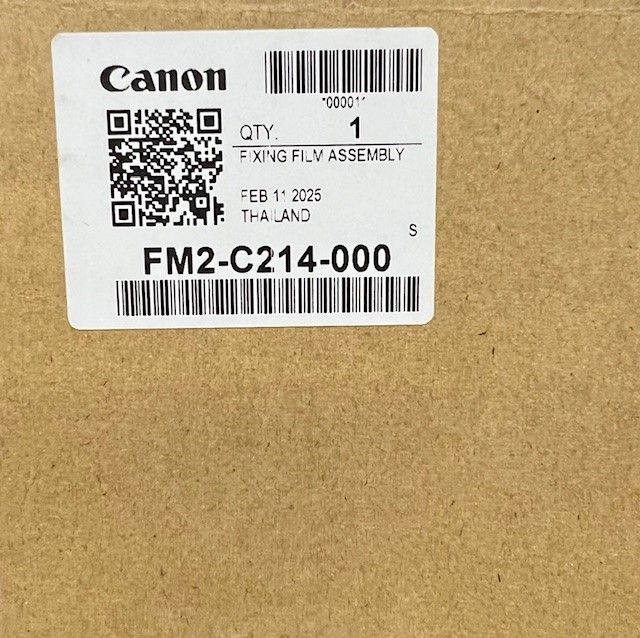 Canon
*00001*
QTY. 1
FIXING FILM ASSEMBLY
FEB 11 2025
THAILAND
S
FM2-C214-000